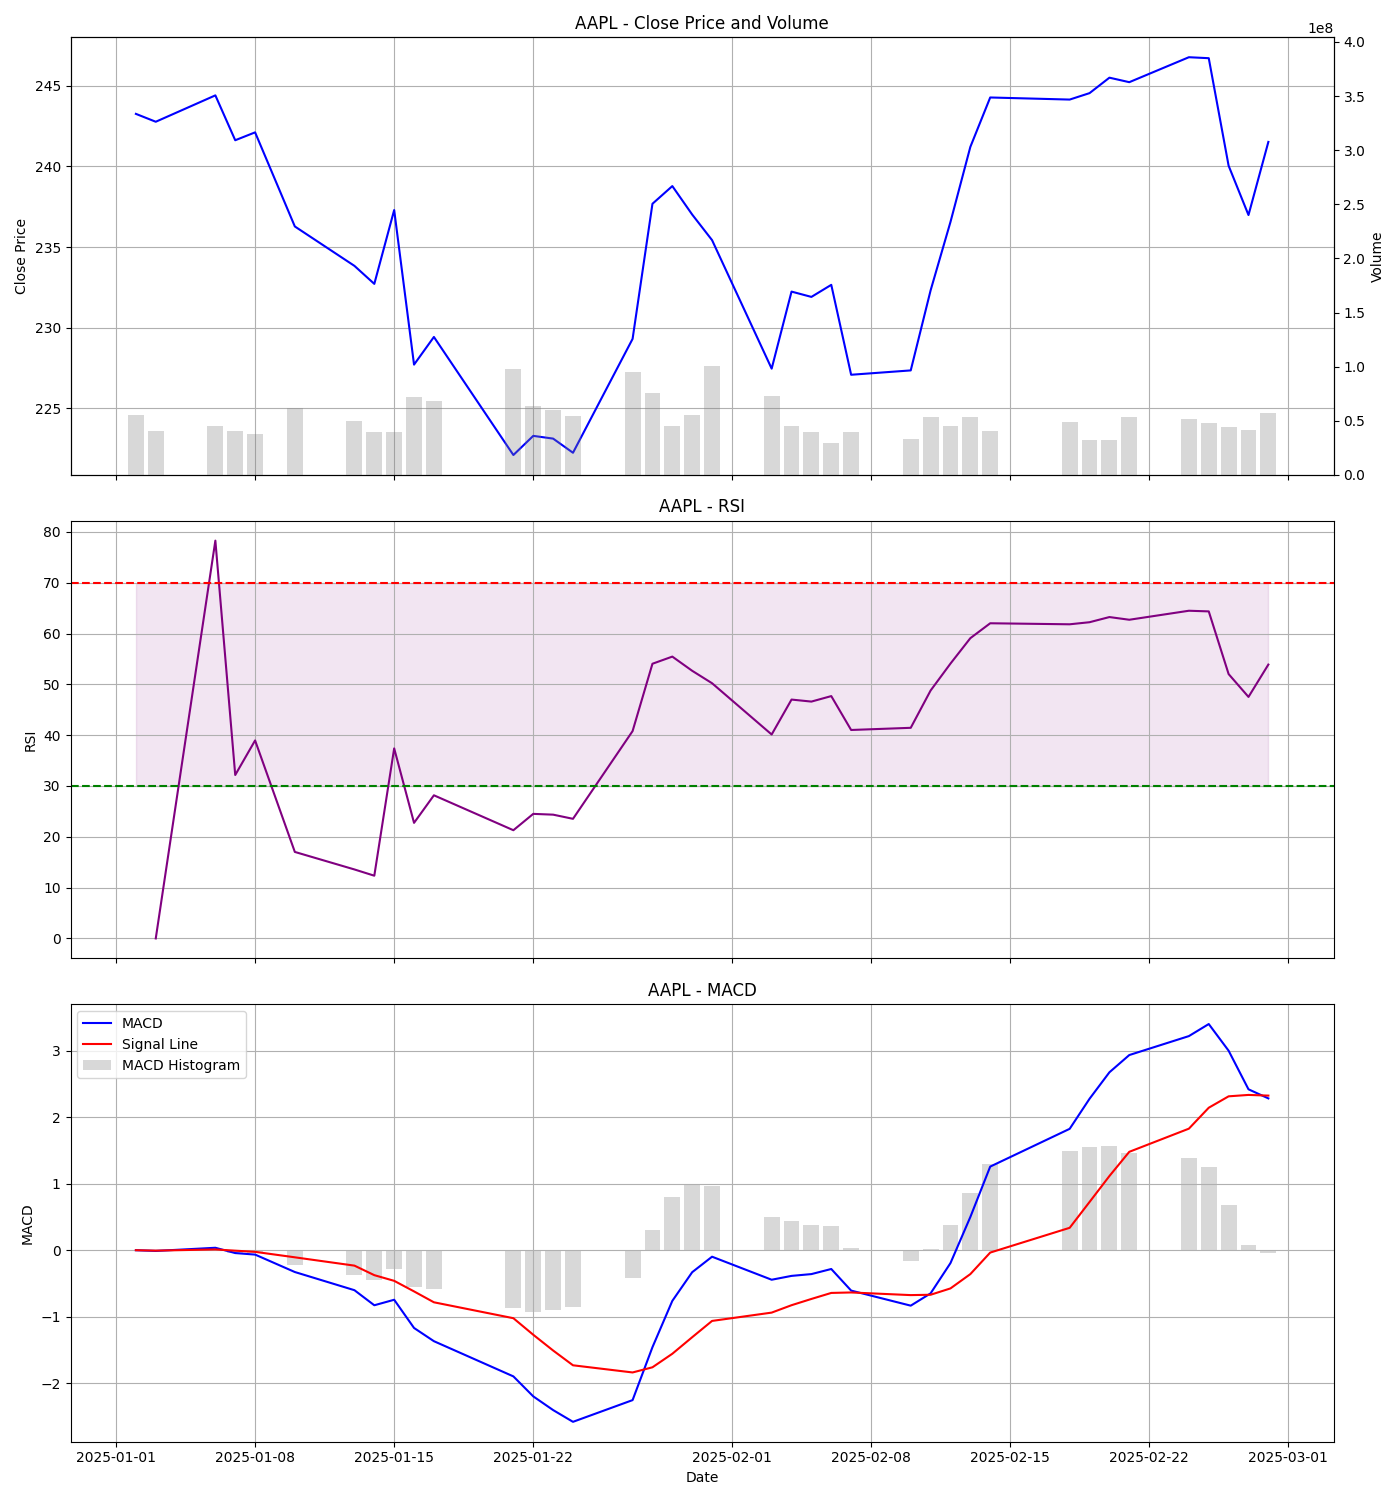 AAPL - Close Price and Volume
1e8
245
240
235
230
225
Close Price
4.0
3.5
3.0
2.5
2.0
1.5
1.0
0.5
0.0
Volume
AAPL - RSI
80
70
60
50
40
30
20
10
0
RSI
AAPL - MACD
MACD
Signal Line
MACD Histogram
3
2
1
0
−1
−2
MACD
2025-01-01 2025-01-08 2025-01-15 2025-01-22 2025-02-01 2025-02-08 2025-02-15 2025-02-22 2025-03-01
Date